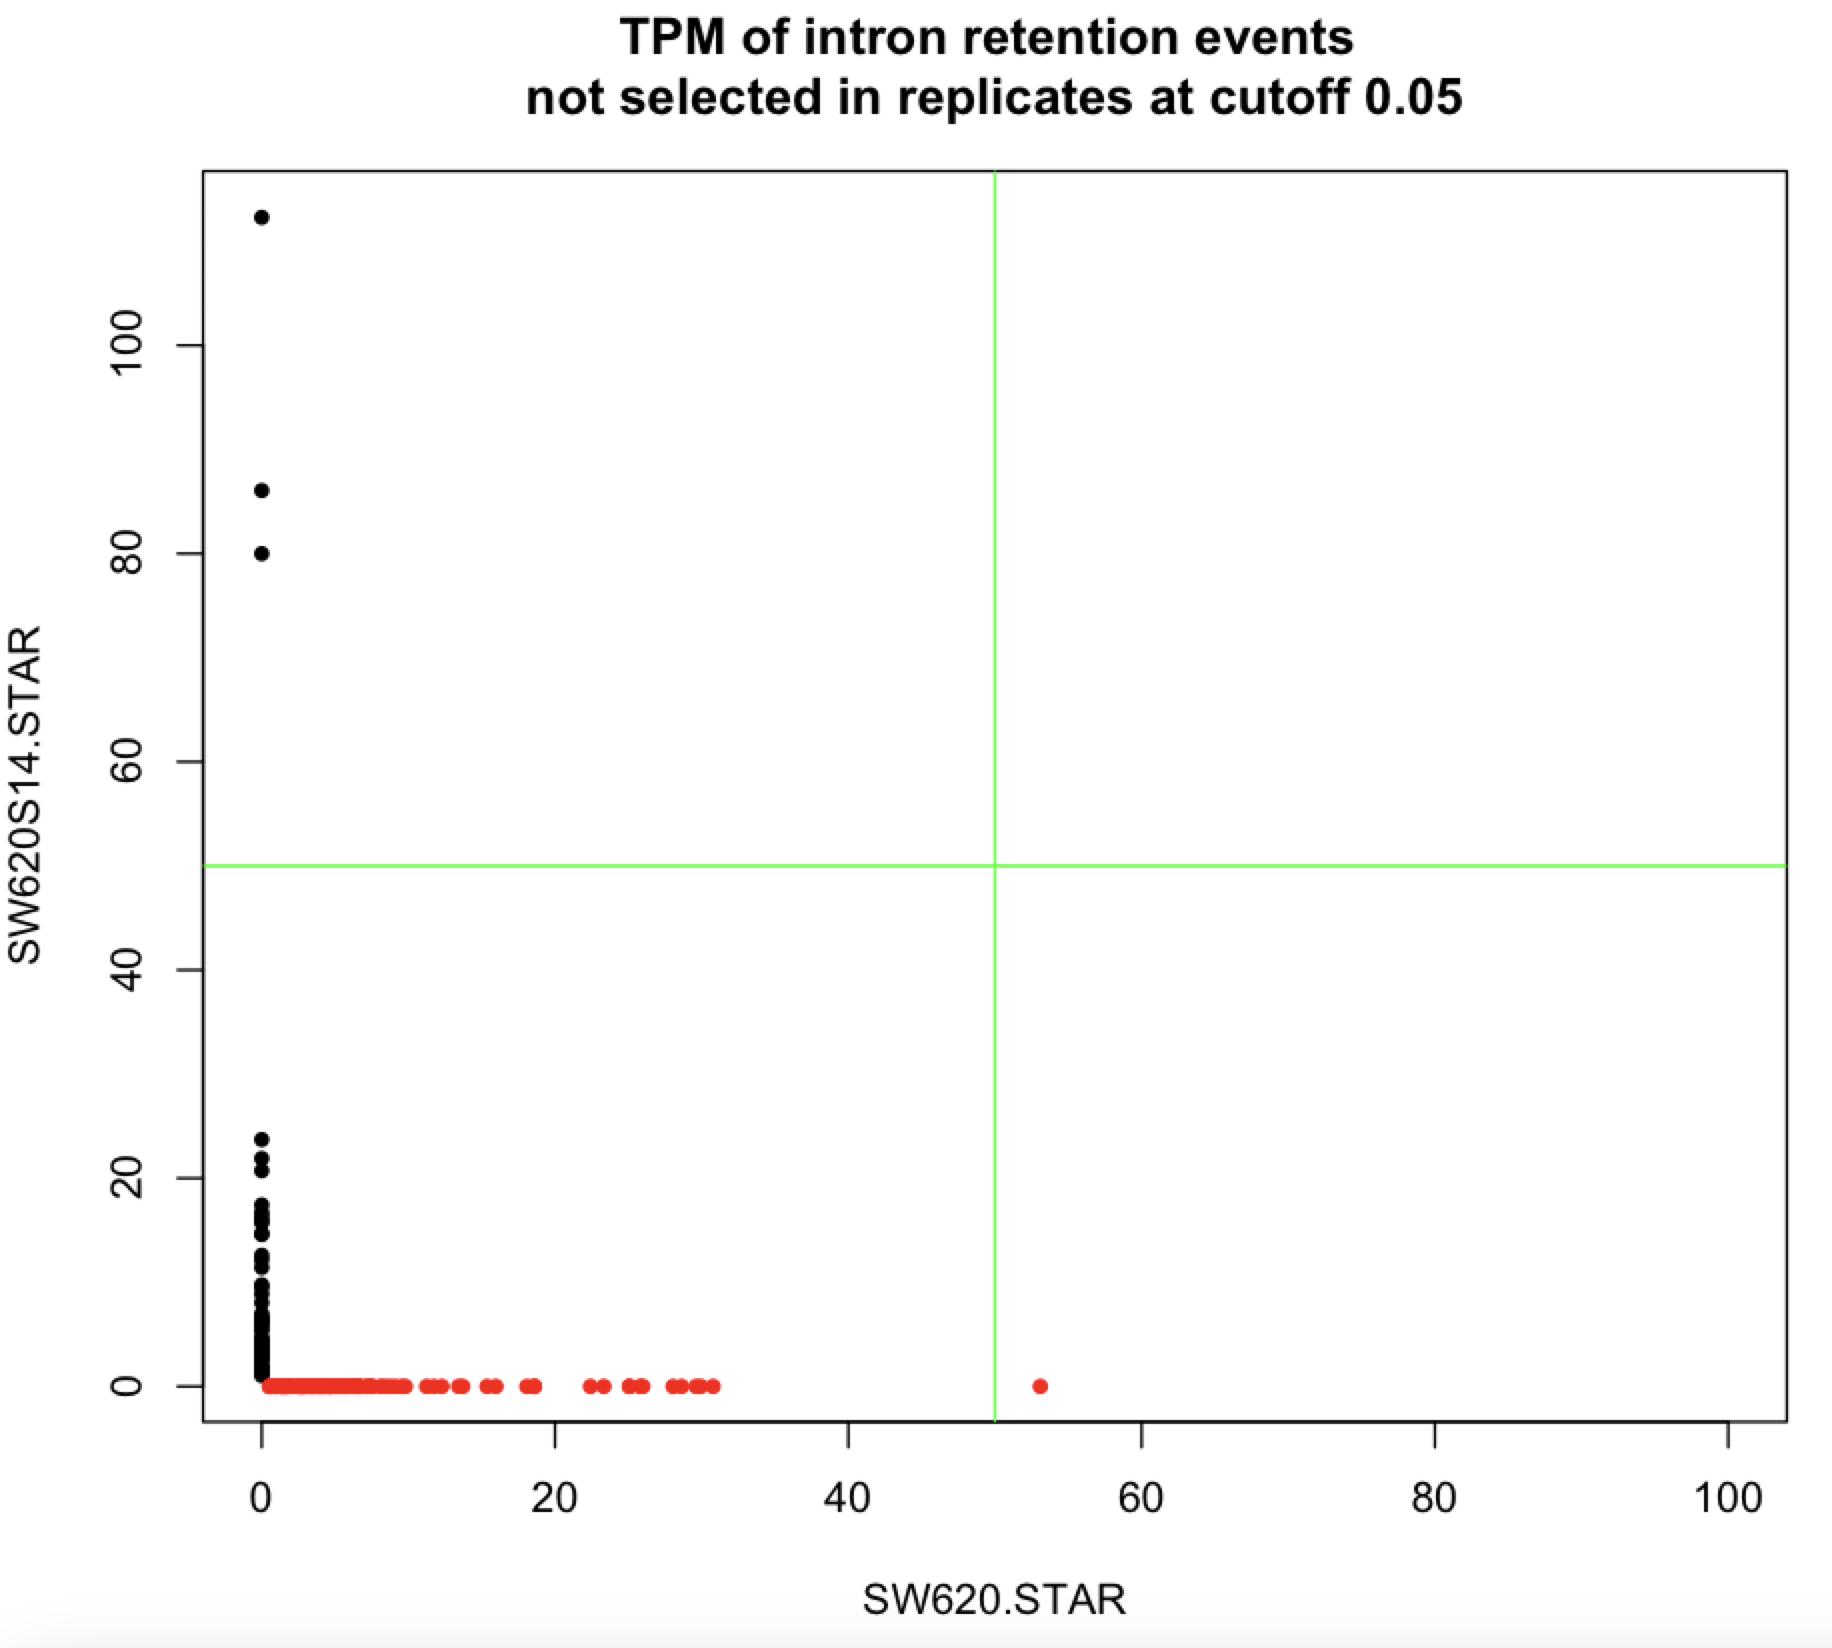 TPM of intron retention events
not selected in replicates at cutoff 0.05
SW620S14.STAR
100
80
60
40
20
0
0 20 40 60 80 100
SW620.STAR